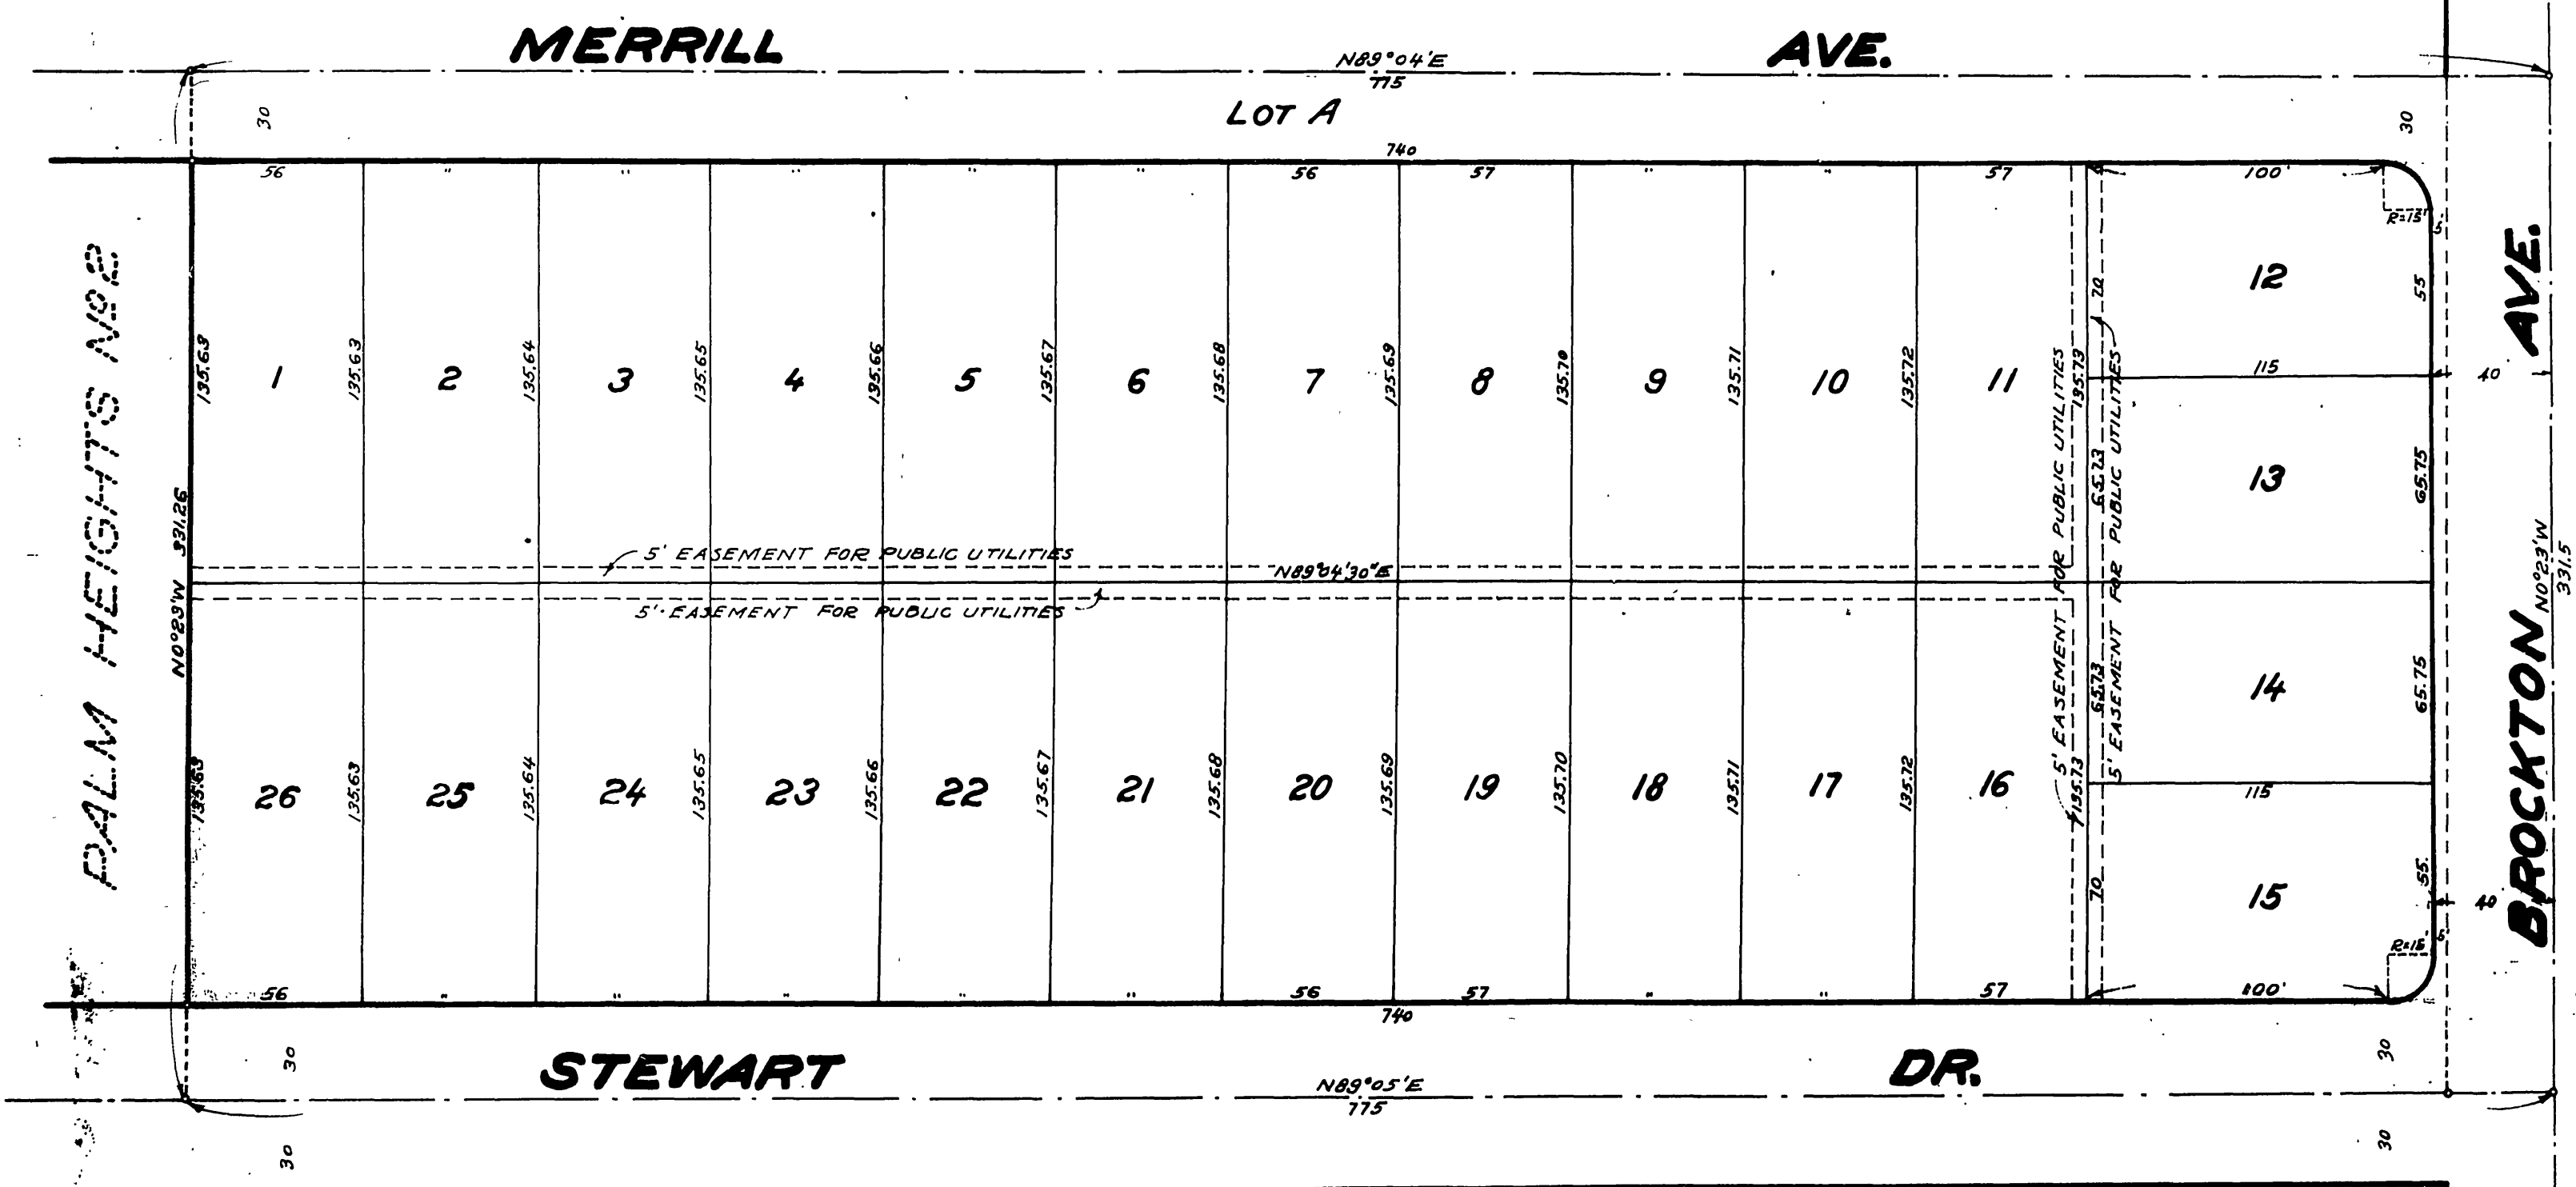 MERRILL AVE.
N89°04'E
775
LOT A
30
30
740
56 " " " " " 56 57 " " 57 100'
R=15'
5'
PALM HEIGHTS Nº 2
N0°23'W 331.26
135.63 135.63 135.64 135.65 135.66 135.67 135.68 135.69 135.70 135.71 135.72 135.73
1 2 3 4 5 6 7 8 9 10 11
12
70
55
115
40
13
65.73
65.75
5' EASEMENT FOR PUBLIC UTILITIES
N89°04'30"E
5' EASEMENT FOR PUBLIC UTILITIES
5' EASEMENT FOR PUBLIC UTILITIES
5' EASEMENT FOR PUBLIC UTILITIES
BROCKTON AVE.
N0°23'W
331.5
14
65.73
65.75
115
135.63 135.63 135.64 135.65 135.66 135.67 135.68 135.69 135.70 135.71 135.72 135.73
26 25 24 23 22 21 20 19 18 17 16
15
70
55
40
R=15'
5'
56 " " " " " 56 57 " " 57 100'
740
30
30
STEWART DR.
N89°05'E
775
30
30